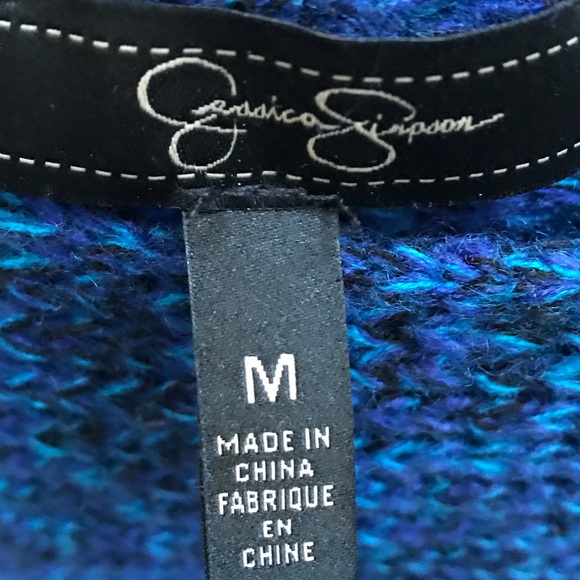 Jessica Simpson
M
MADE IN
CHINA
FABRIQUE
EN
CHINE